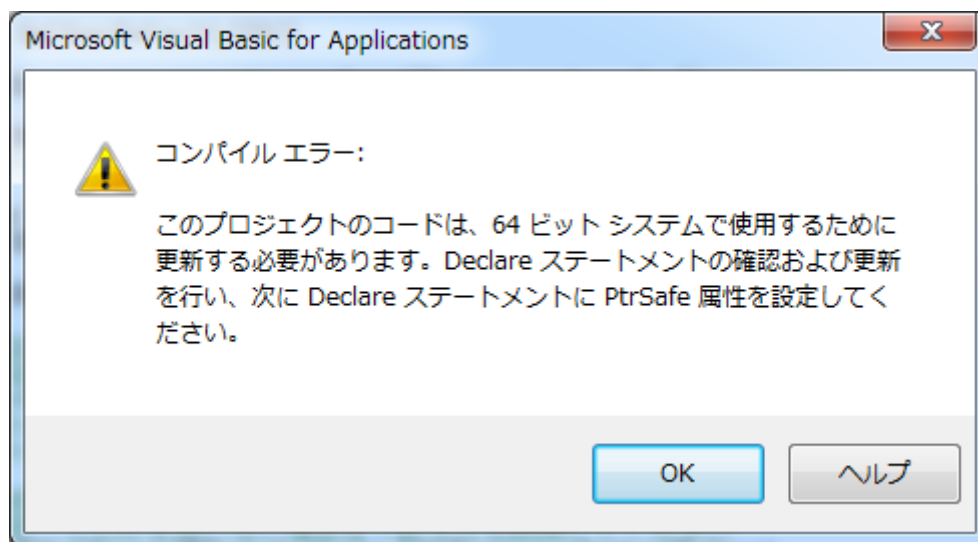 Microsoft Visual Basic for Applications
コンパイル エラー:
このプロジェクトのコードは、64 ビット システムで使用するために
更新する必要があります。Declare ステートメントの確認および更新
を行い、次に Declare ステートメントに PtrSafe 属性を設定してく
ださい。
OK
ヘルプ